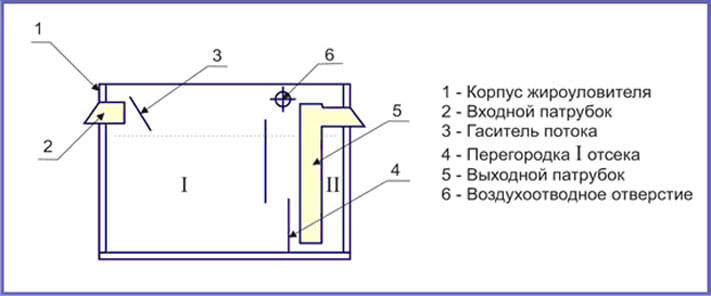 1
3
6
1 - Корпус жироуловителя
2 - Входной патрубок
5
3 - Гаситель потока
2
4 - Перегородка I отсека
I
II
4
5 - Выходной патрубок
6 - Воздухоотводное отверстие